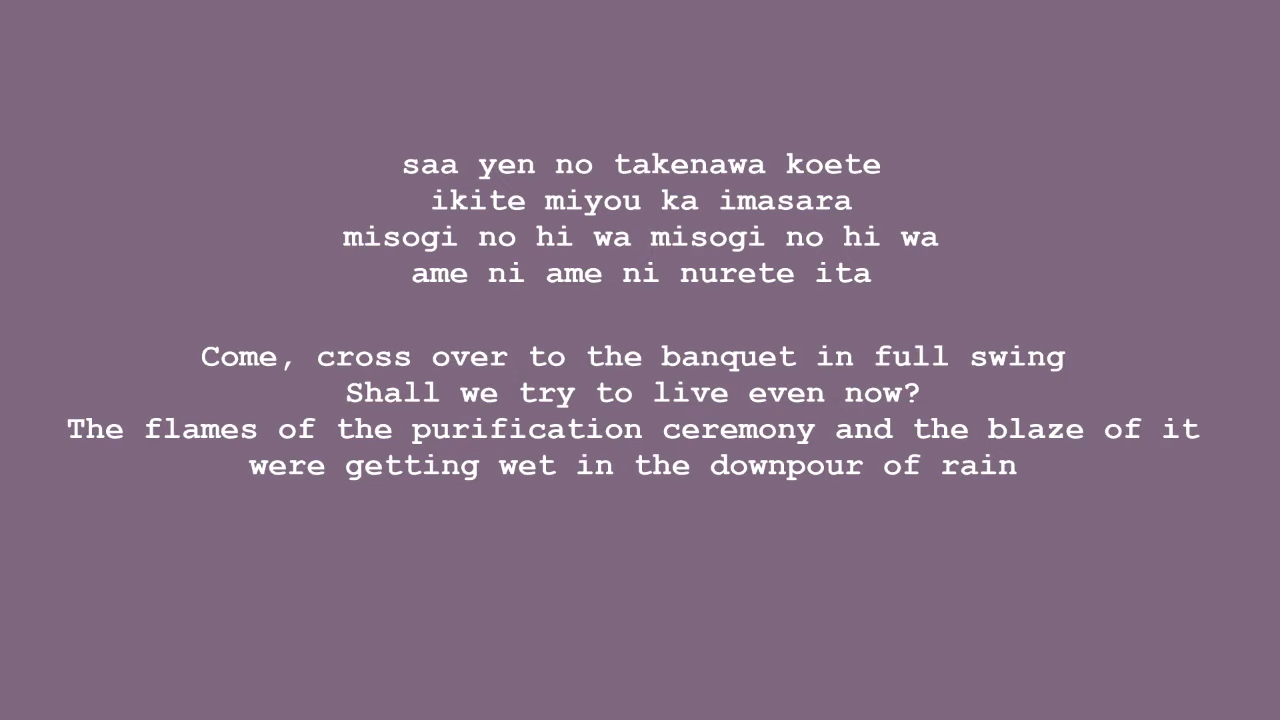 saa yen no takenawa koete
ikite miyou ka imasara
misogi no hi wa misogi no hi wa
ame ni ame ni nurete ita
Come, cross over to the banquet in full swing
Shall we try to live even now?
The flames of the purification ceremony and the blaze of it
were getting wet in the downpour of rain